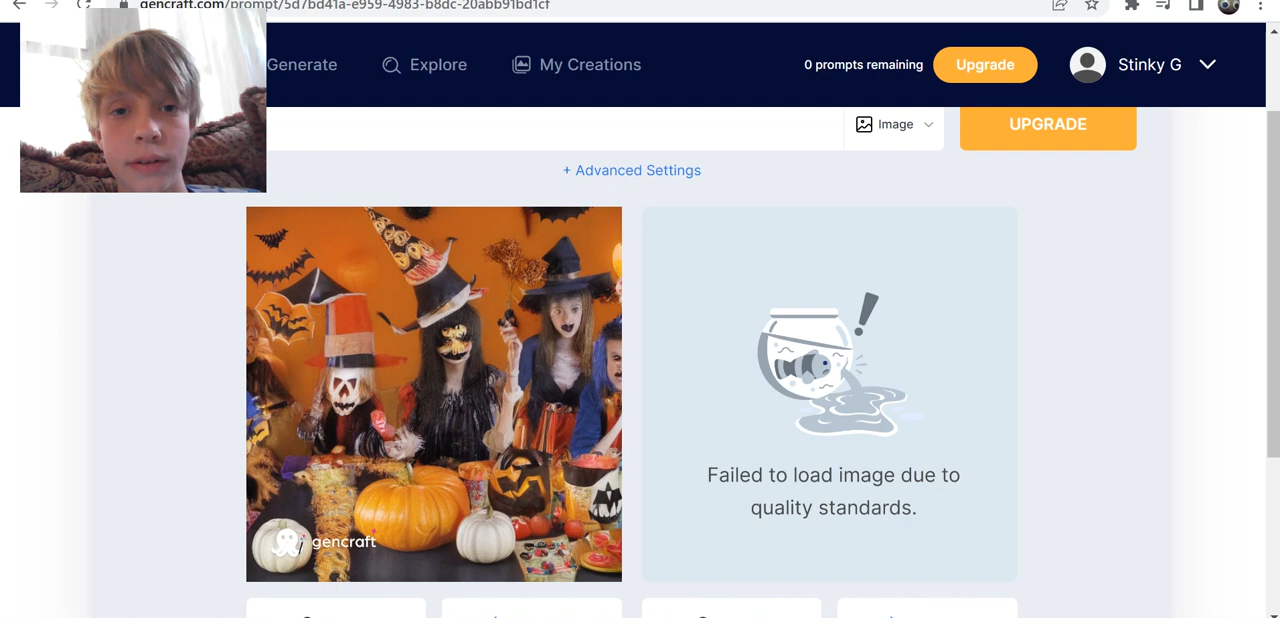 gencraft.com/prompt/5d7bd41a-e959-4983-b8dc-20abb91bd1cf
Generate
Explore
My Creations
0 prompts remaining
Upgrade
Stinky G
Image
UPGRADE
+ Advanced Settings
gencraft
Failed to load image due to
quality standards.